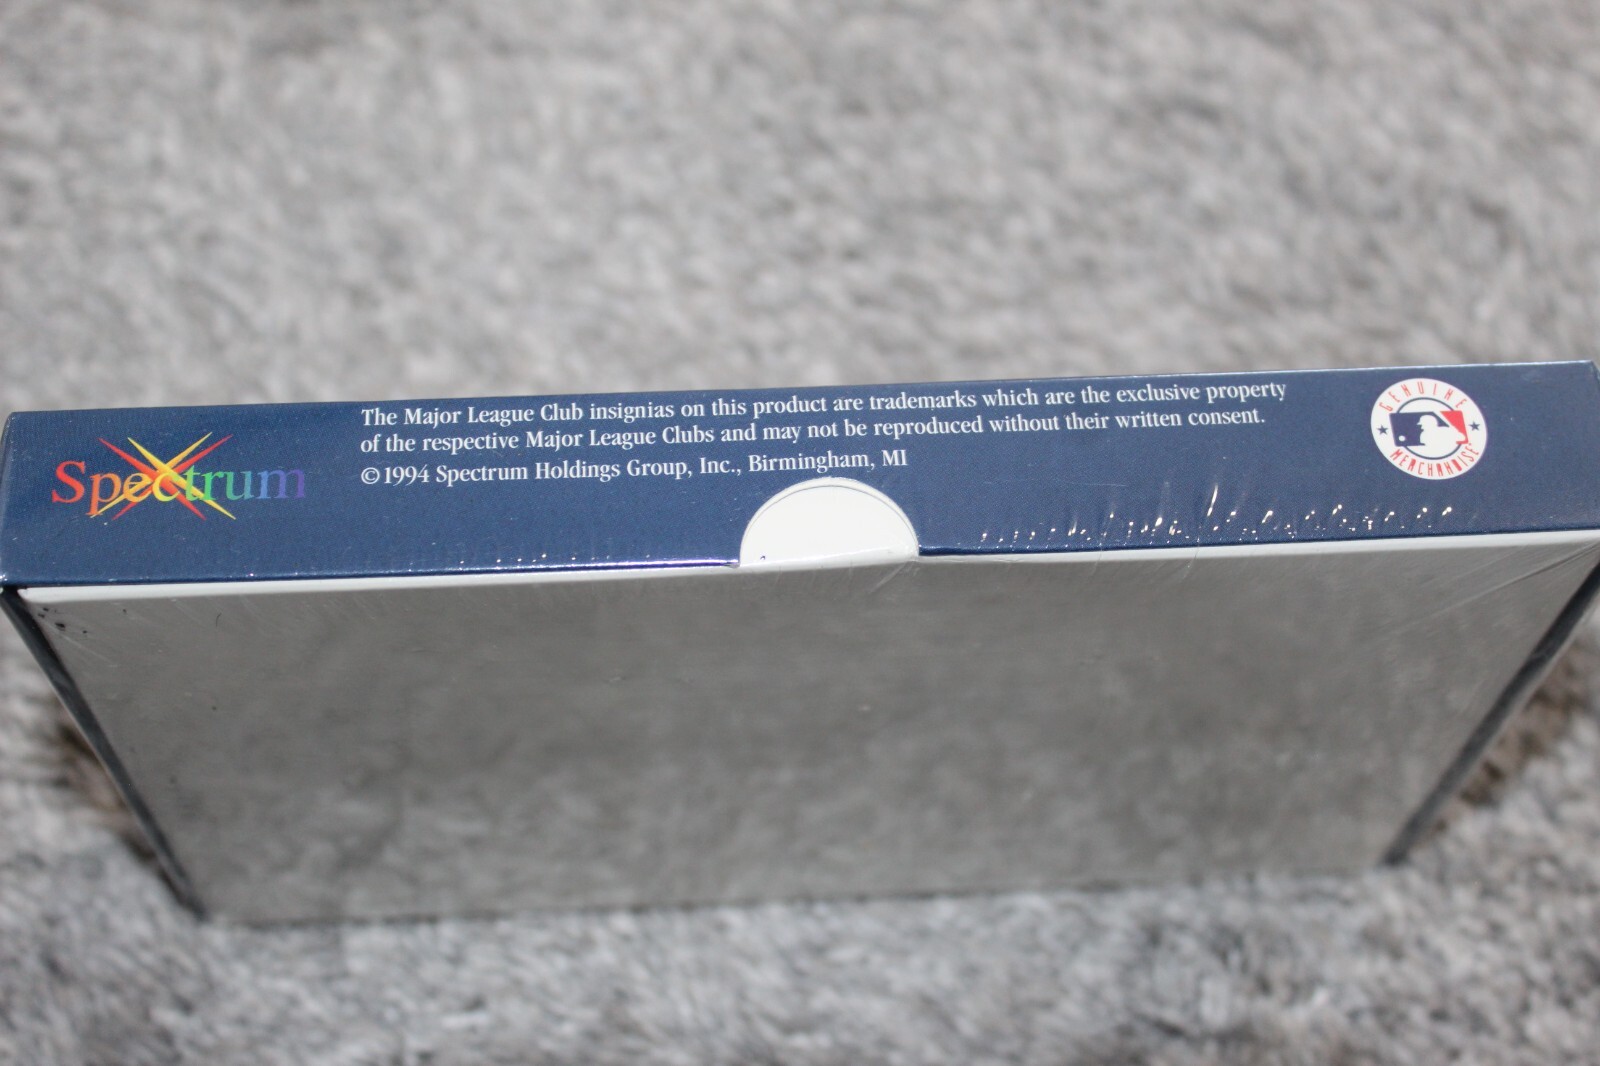 Spectrum
The Major League Club insignias on this product are trademarks which are the exclusive property
of the respective Major League Clubs and may not be reproduced without their written consent.
©1994 Spectrum Holdings Group, Inc., Birmingham, MI
GENUINE
MERCHANDISE